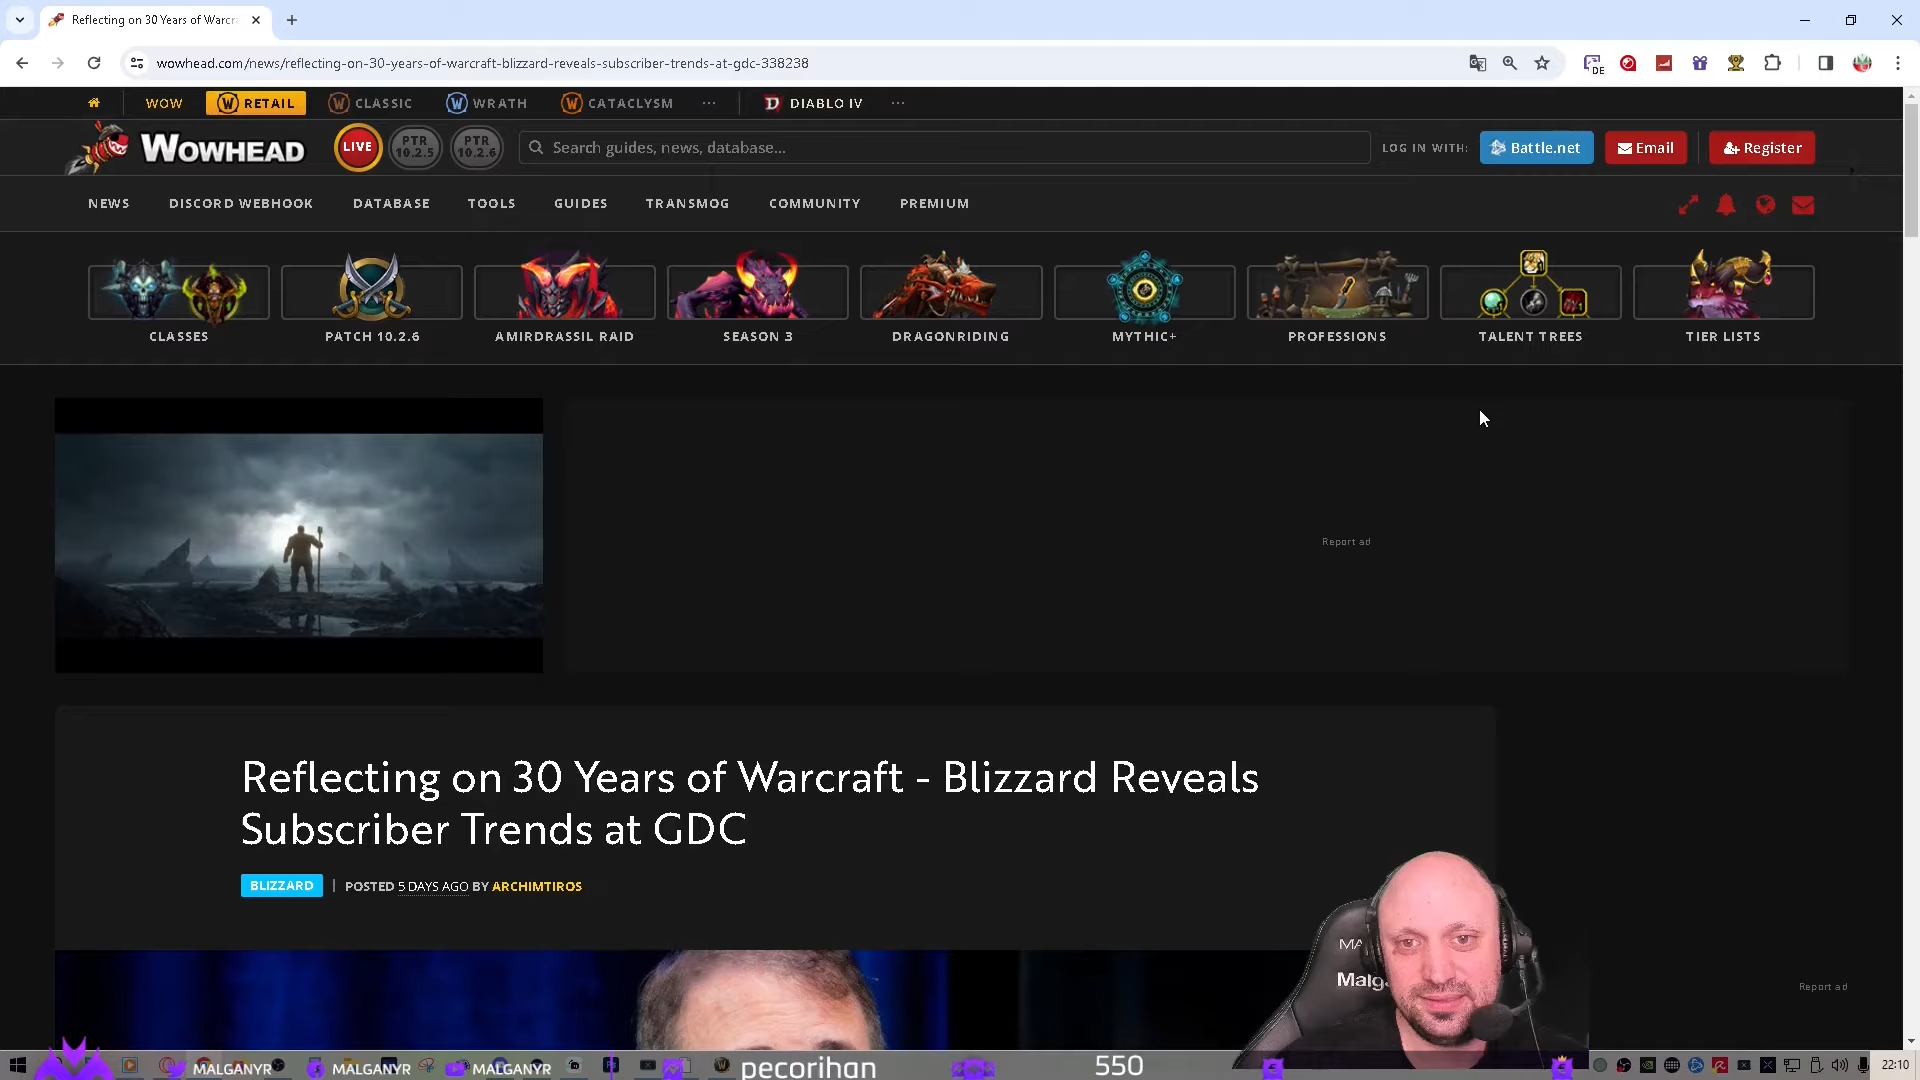 Reflecting on 30 Years of Warcra
wowhead.com/news/reflecting-on-30-years-of-warcraft-blizzard-reveals-subscriber-trends-at-gdc-338238
DE
WOW
RETAIL
CLASSIC
WRATH
CATACLYSM
DIABLO IV
WOWHEAD
LIVE
PTR 10.2.5
PTR 10.2.6
Search guides, news, database...
LOG IN WITH:
Battle.net
Email
Register
NEWS
DISCORD WEBHOOK
DATABASE
TOOLS
GUIDES
TRANSMOG
COMMUNITY
PREMIUM
CLASSES
PATCH 10.2.6
AMIRDRASSIL RAID
SEASON 3
DRAGONRIDING
MYTHIC+
PROFESSIONS
TALENT TREES
TIER LISTS
Report ad
Reflecting on 30 Years of Warcraft - Blizzard Reveals
Subscriber Trends at GDC
BLIZZARD | POSTED 5 DAYS AGO BY ARCHIMTIROS
MA
Malg
Report ad
MALGANYR
MALGANYR
MALGANYR
pecorihan
550
22:10